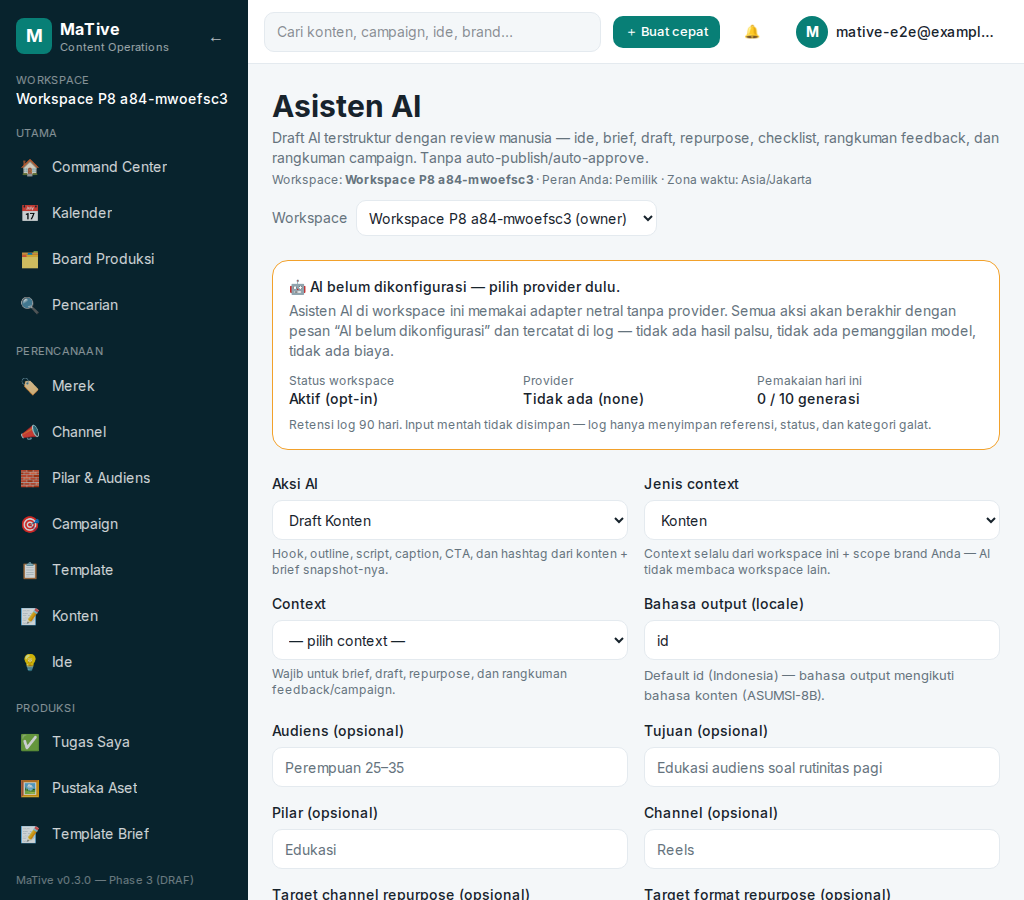 M
MaTive
Content Operations
←
WORKSPACE
Workspace P8 a84-mwoefsc3
UTAMA
Command Center
Kalender
Board Produksi
Pencarian
PERENCANAAN
Merek
Channel
Pilar & Audiens
Campaign
Template
Konten
Ide
PRODUKSI
Tugas Saya
Pustaka Aset
Template Brief
MaTive v0.3.0 — Phase 3 (DRAF)
Cari konten, campaign, ide, brand...
+ Buat cepat
M
mative-e2e@exampl...
Asisten AI
Draft AI terstruktur dengan review manusia — ide, brief, draft, repurpose, checklist, rangkuman feedback, dan
rangkuman campaign. Tanpa auto-publish/auto-approve.
Workspace: Workspace P8 a84-mwoefsc3 · Peran Anda: Pemilik · Zona waktu: Asia/Jakarta
Workspace
Workspace P8 a84-mwoefsc3 (owner)
AI belum dikonfigurasi — pilih provider dulu.
Asisten AI di workspace ini memakai adapter netral tanpa provider. Semua aksi akan berakhir dengan
pesan “AI belum dikonfigurasi” dan tercatat di log — tidak ada hasil palsu, tidak ada pemanggilan model,
tidak ada biaya.
Status workspace
Aktif (opt-in)
Provider
Tidak ada (none)
Pemakaian hari ini
0 / 10 generasi
Retensi log 90 hari. Input mentah tidak disimpan — log hanya menyimpan referensi, status, dan kategori galat.
Aksi AI
Draft Konten
Hook, outline, script, caption, CTA, dan hashtag dari konten +
brief snapshot-nya.
Jenis context
Konten
Context selalu dari workspace ini + scope brand Anda — AI
tidak membaca workspace lain.
Context
— pilih context —
Wajib untuk brief, draft, repurpose, dan rangkuman
feedback/campaign.
Bahasa output (locale)
id
Default id (Indonesia) — bahasa output mengikuti
bahasa konten (ASUMSI-8B).
Audiens (opsional)
Perempuan 25–35
Tujuan (opsional)
Edukasi audiens soal rutinitas pagi
Pilar (opsional)
Edukasi
Channel (opsional)
Reels
Target channel repurpose (opsional)
Target format repurpose (opsional)